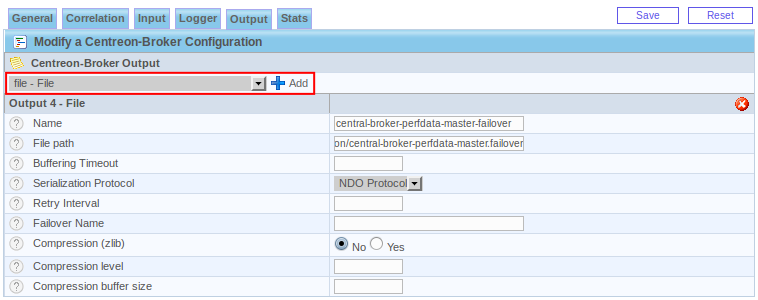 General Correlation Input Logger Output Stats Save Reset
Modify a Centreon-Broker Configuration
Centreon-Broker Output
file - File Add
Output 4 - File
? Name central-broker-perfdata-master-failover
? File path on/central-broker-perfdata-master.failover
? Buffering Timeout
? Serialization Protocol NDO Protocol
? Retry Interval
? Failover Name
? Compression (zlib) No Yes
? Compression level
? Compression buffer size